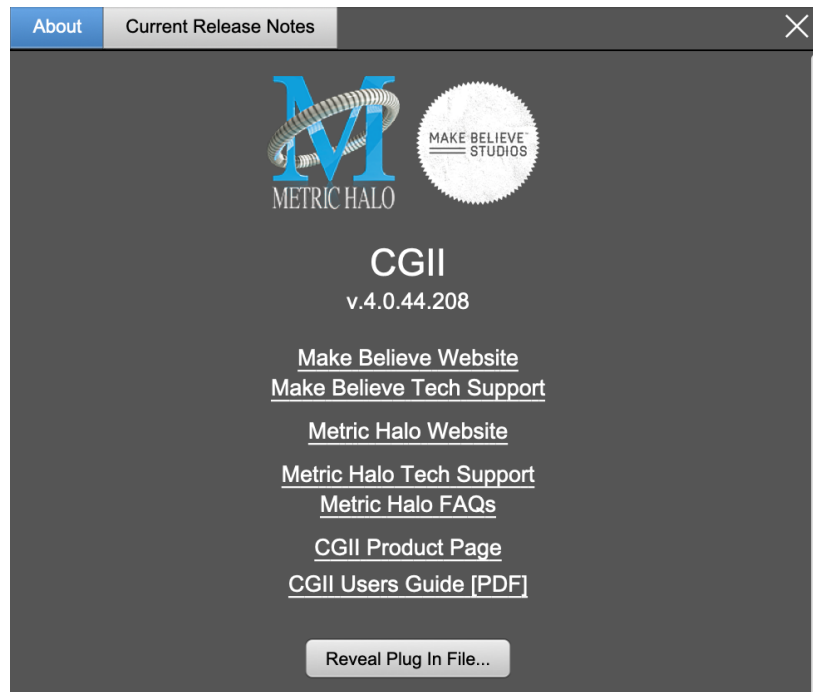 About
Current Release Notes
M
METRIC HALO
MAKE BELIEVE™
STUDIOS
CGII
v.4.0.44.208
Make Believe Website
Make Believe Tech Support
Metric Halo Website
Metric Halo Tech Support
Metric Halo FAQs
CGII Product Page
CGII Users Guide [PDF]
Reveal Plug In File...